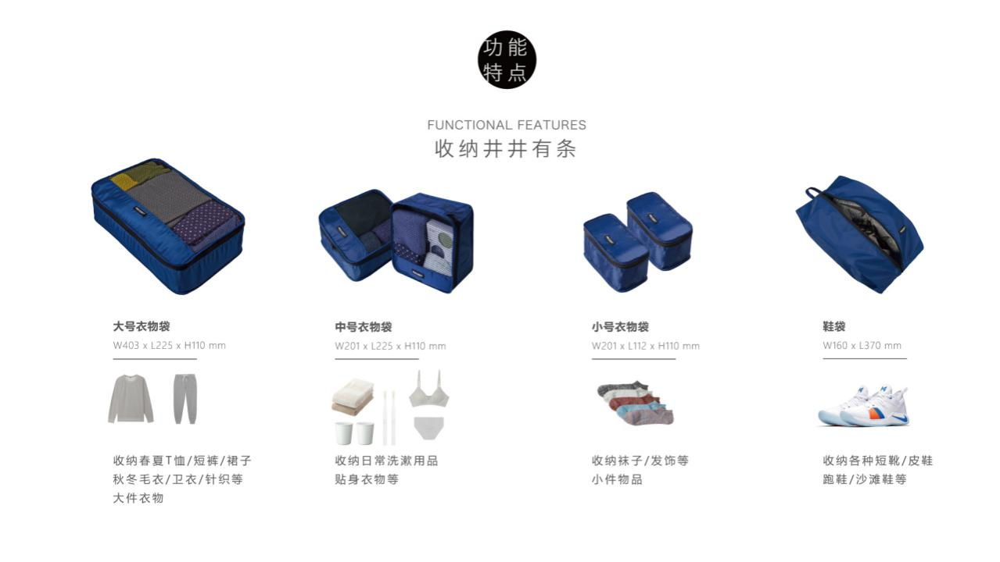 功能
特点
FUNCTIONAL FEATURES
收纳井井有条
大号衣物袋
W403 x L225 x H110 mm
收纳春夏T恤/短裤/裙子
秋冬毛衣/卫衣/针织等
大件衣物
中号衣物袋
W201 x L225 x H110 mm
收纳日常洗漱用品
贴身衣物等
小号衣物袋
W201 x L112 x H110 mm
收纳袜子/发饰等
小件物品
鞋袋
W160 x L370 mm
收纳各种短靴/皮鞋
跑鞋/沙滩鞋等